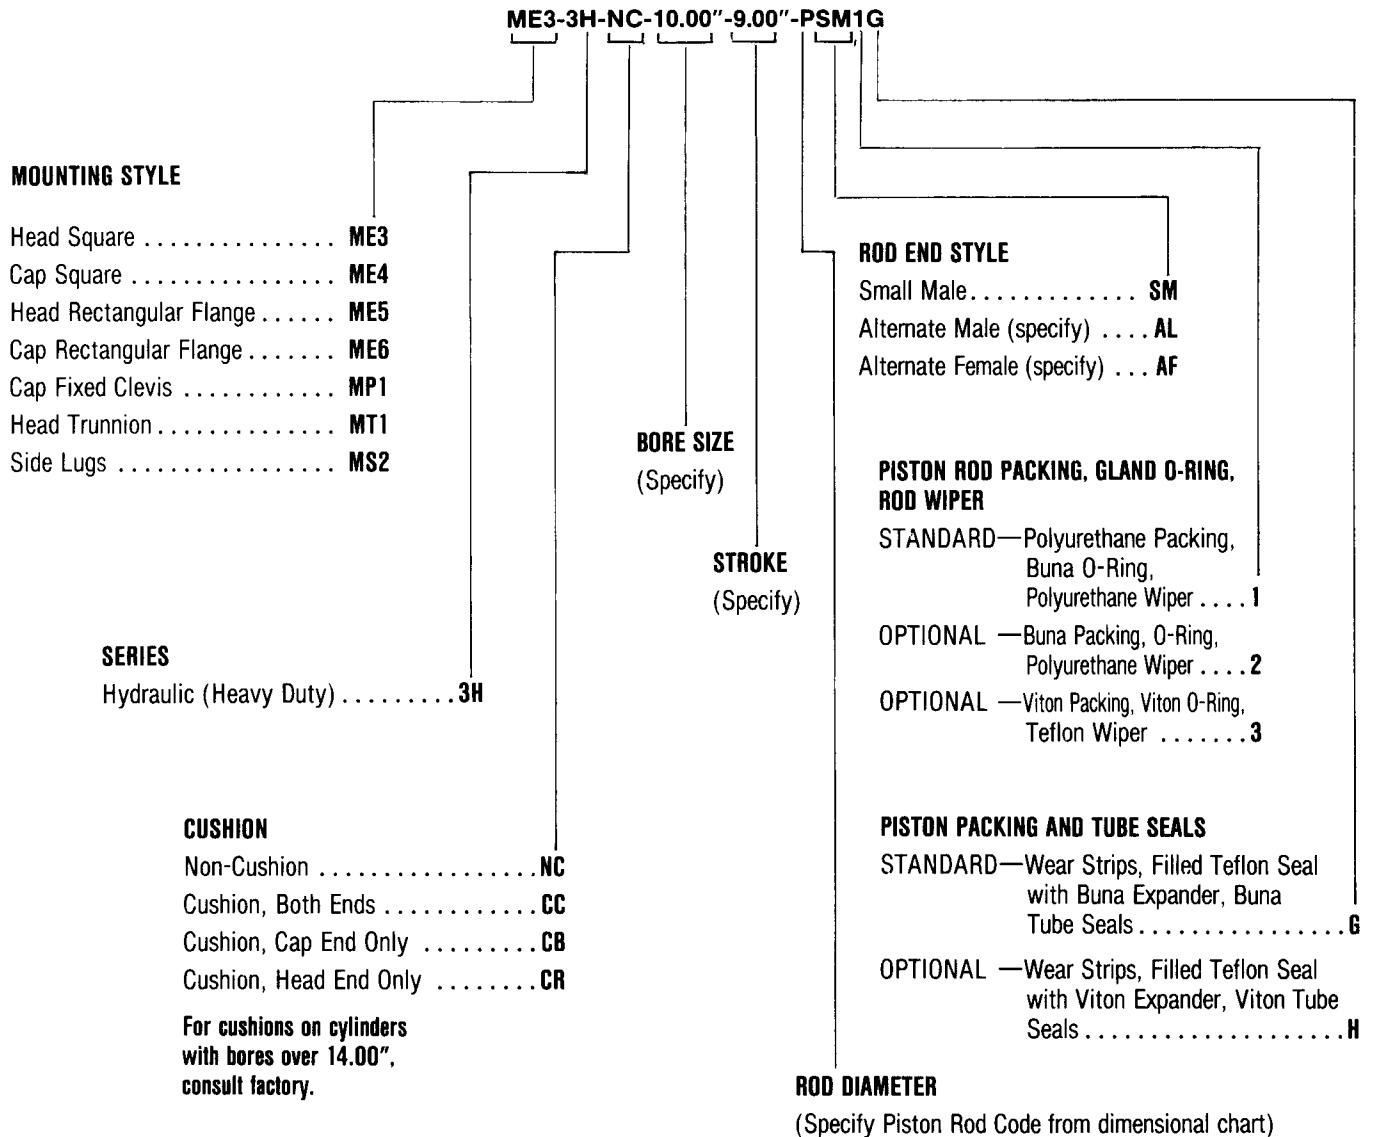 ME3-3H-NC-10.00"-9.00"-PSM1G
MOUNTING STYLE
Head Square ............... ME3
Cap Square ................ ME4
Head Rectangular Flange ...... ME5
Cap Rectangular Flange ....... ME6
Cap Fixed Clevis ............ MP1
Head Trunnion .............. MT1
Side Lugs ................. MS2
SERIES
Hydraulic (Heavy Duty) ......... 3H
CUSHION
Non-Cushion .................. NC
Cushion, Both Ends ............ CC
Cushion, Cap End Only ......... CB
Cushion, Head End Only ........ CR
For cushions on cylinders
with bores over 14.00",
consult factory.
BORE SIZE
(Specify)
STROKE
(Specify)
ROD END STYLE
Small Male ............. SM
Alternate Male (specify) .... AL
Alternate Female (specify) ... AF
PISTON ROD PACKING, GLAND O-RING,
ROD WIPER
STANDARD—Polyurethane Packing,
Buna O-Ring,
Polyurethane Wiper .... 1
OPTIONAL —Buna Packing, O-Ring,
Polyurethane Wiper .... 2
OPTIONAL —Viton Packing, Viton O-Ring,
Teflon Wiper ....... 3
PISTON PACKING AND TUBE SEALS
STANDARD—Wear Strips, Filled Teflon Seal
with Buna Expander, Buna
Tube Seals ................ G
OPTIONAL —Wear Strips, Filled Teflon Seal
with Viton Expander, Viton Tube
Seals .................... H
ROD DIAMETER
(Specify Piston Rod Code from dimensional chart)